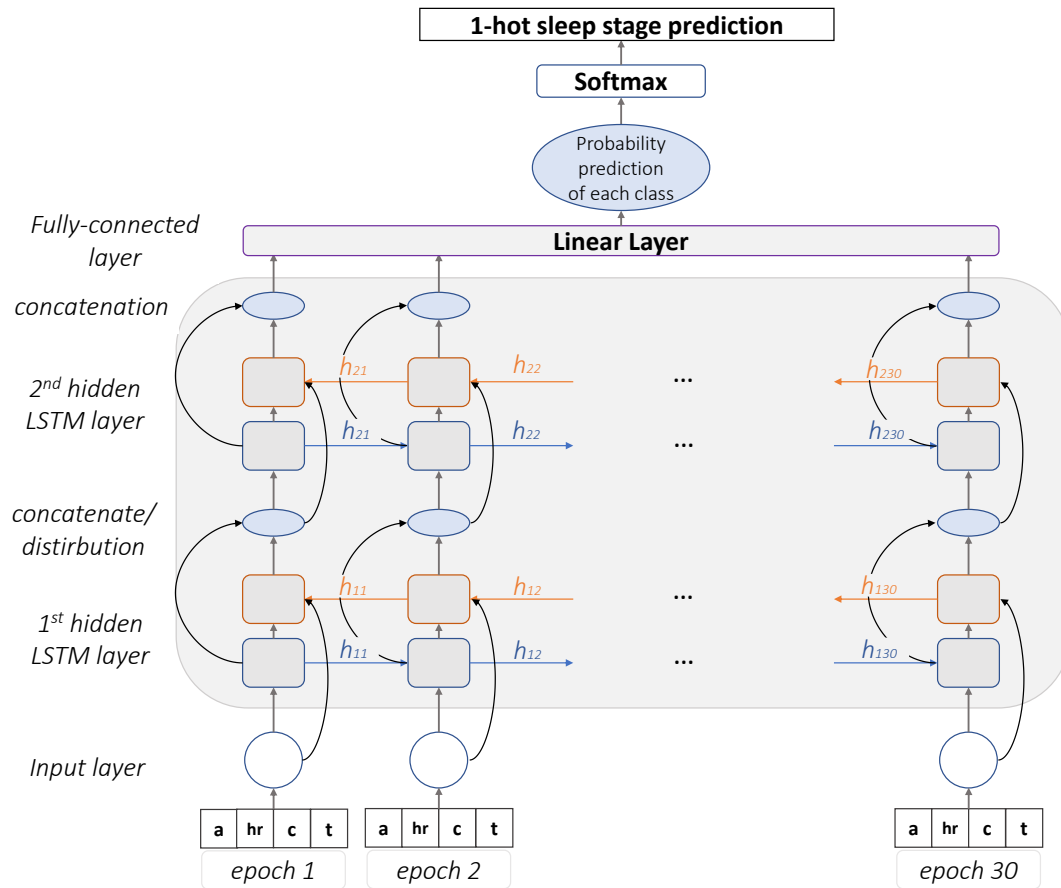 1-hot sleep stage prediction
Softmax
Probability
prediction
of each class
Fully-connected
layer
Linear Layer
concatenation
2nd hidden
LSTM layer
h21 h22 ... h230
h21 h22 ... h230
concatenate/
distirbution
1st hidden
LSTM layer
h11 h12 ... h130
h11 h12 ... h130
Input layer
a hr c t a hr c t a hr c t
epoch 1 epoch 2 epoch 30